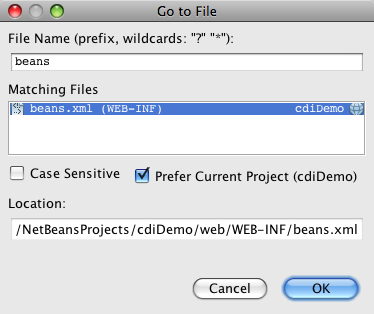 Go to File
File Name (prefix, wildcards: "?" "*"):
beans
Matching Files
beans.xml (WEB-INF) cdiDemo
Case Sensitive
Prefer Current Project (cdiDemo)
Location:
/NetBeansProjects/cdiDemo/web/WEB-INF/beans.xml
Cancel OK